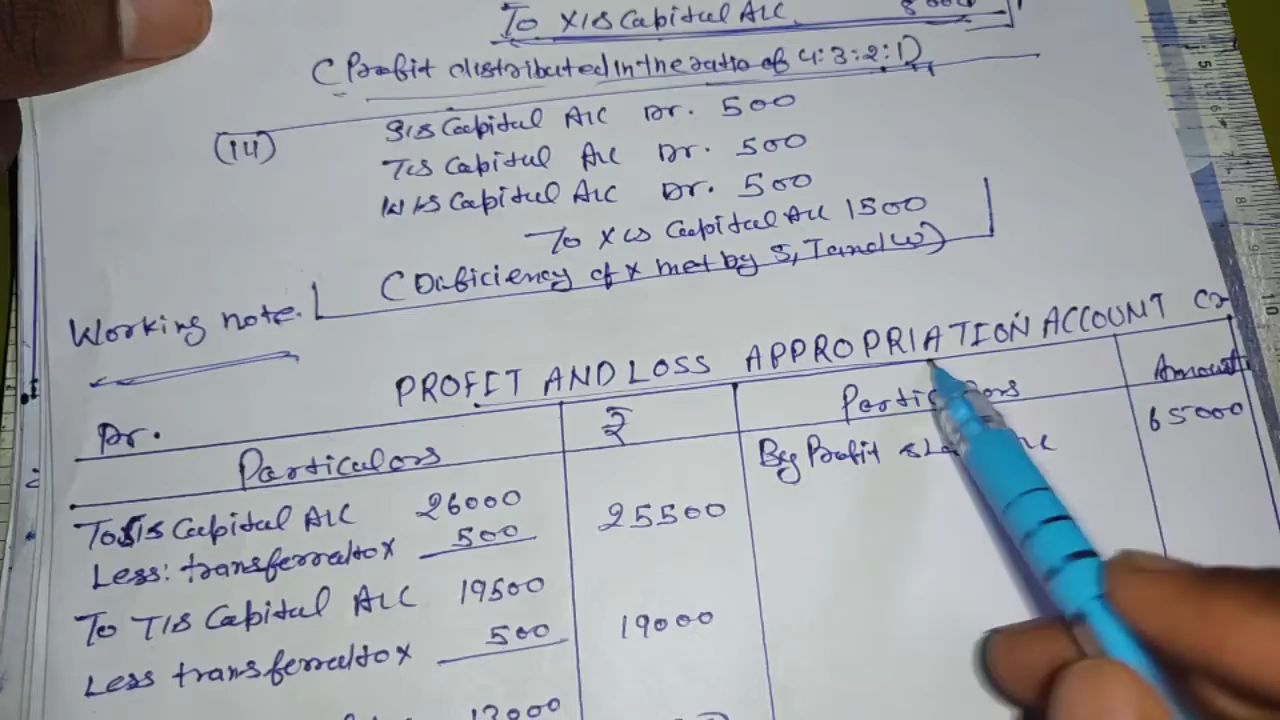 To X's Capital A/C
(Profit distributed in the ratio of 4:3:2:1)
(14)
S/S Capital A/C Dr. 500
T/S Capital A/C Dr. 500
W/S Capital A/C Dr. 500
To X/S Capital A/C 1500
(Dificiency of X met by S, T and W)
Working note.
PROFIT AND LOSS APPROPRIATION ACCOUNT Cr
Dr.
Particulors ₹ Amount
To S/S Capital A/C 26000 25500 By Profit 65000
Less: transferred to X 500
To T/S Capital A/C 19500 19000
Less transferred to X 500
13000